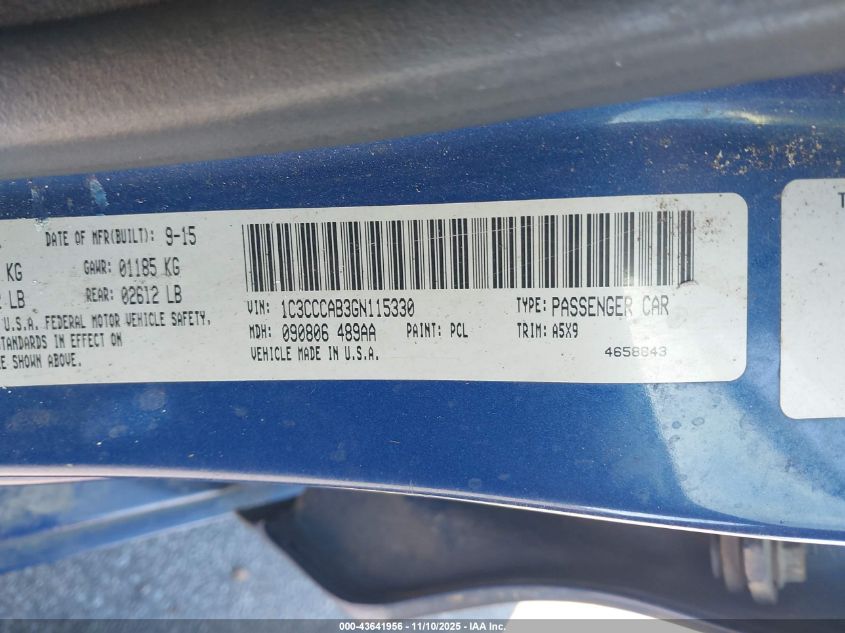 DATE OF MFR(BUILT): 9-15
KG GAWR: 01185 KG
LB REAR: 02612 LB
U.S.A. FEDERAL MOTOR VEHICLE SAFETY,
STANDARDS IN EFFECT ON
SHOWN ABOVE.
VIN: 1C3CCCAB3GN115330 TYPE: PASSENGER CAR
MDH: 090806 489AA PAINT: PCL TRIM: A5X9
VEHICLE MADE IN U.S.A. 4658843
T
000-43641956 - 11/10/2025 - IAA Inc.